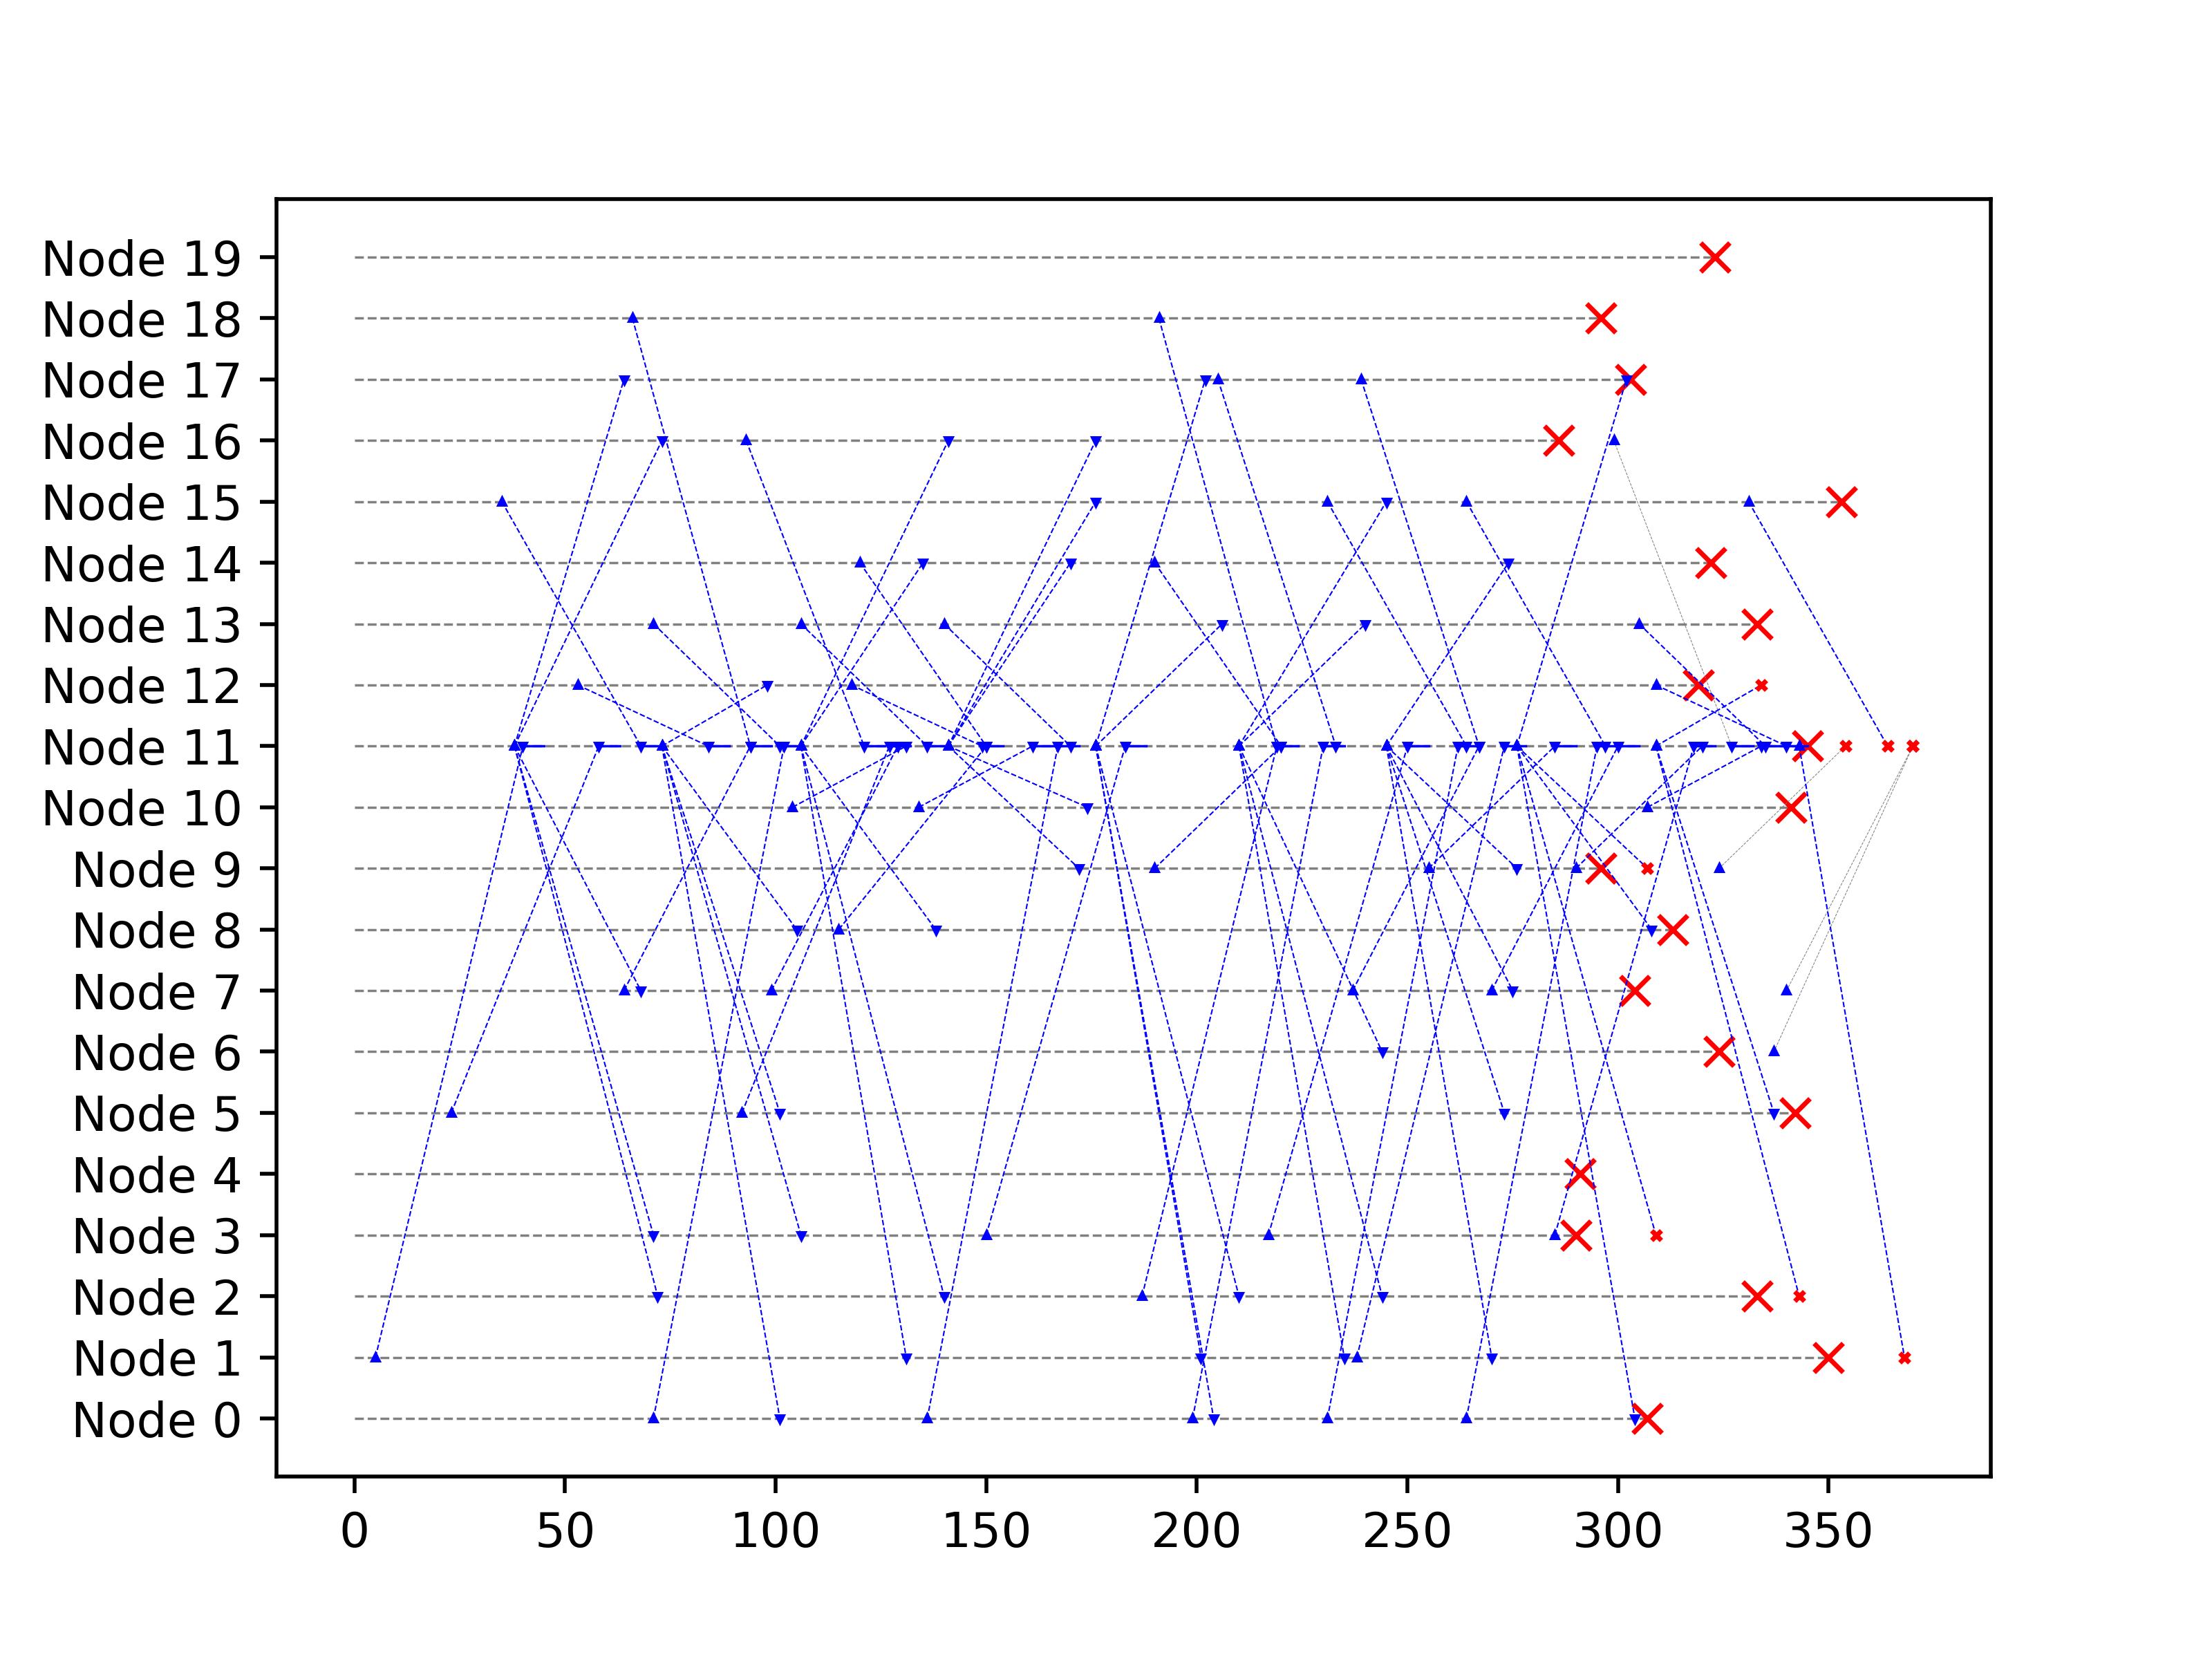 Node 19
Node 18
Node 17
Node 16
Node 15
Node 14
Node 13
Node 12
Node 11
Node 10
Node 9
Node 8
Node 7
Node 6
Node 5
Node 4
Node 3
Node 2
Node 1
Node 0
0 50 100 150 200 250 300 350